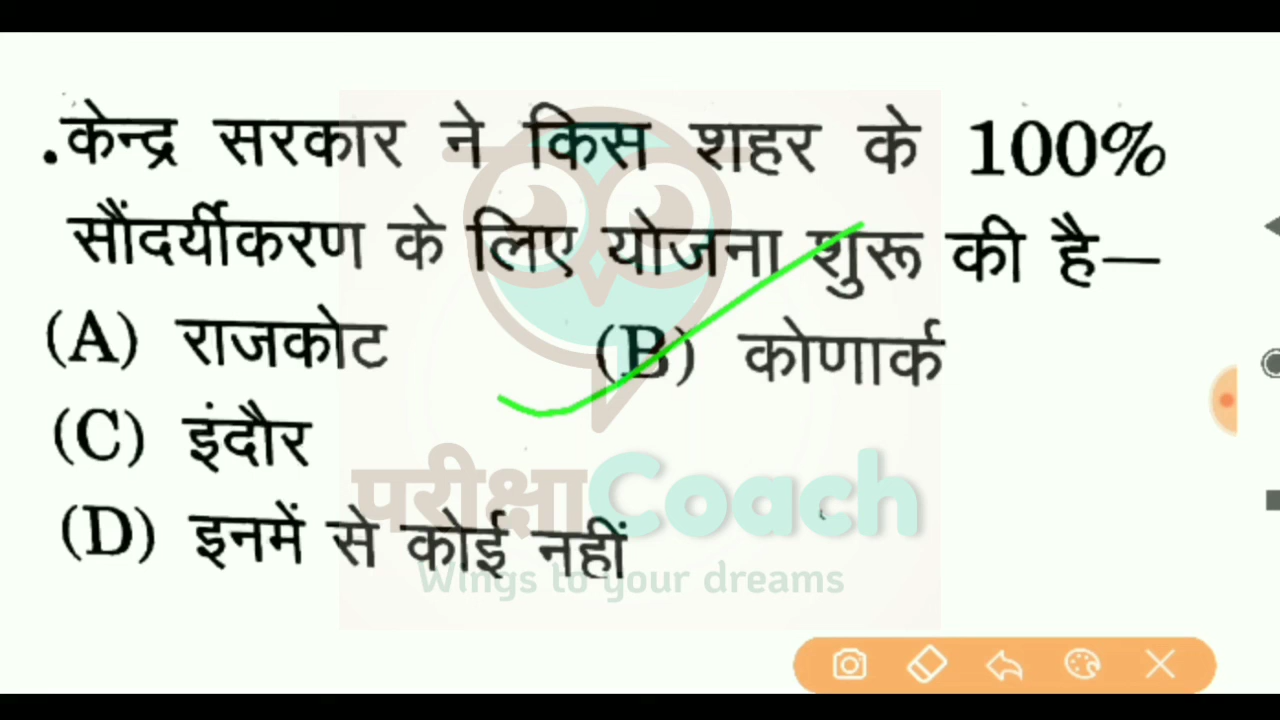 .केन्द्र सरकार ने किस शहर के 100%
सौंदर्यीकरण के लिए योजना शुरू की है—
(A) राजकोट (B) कोणार्क
(C) इंदौर
(D) इनमें से कोई नहीं
परीक्षाCoach
Wings to your dreams